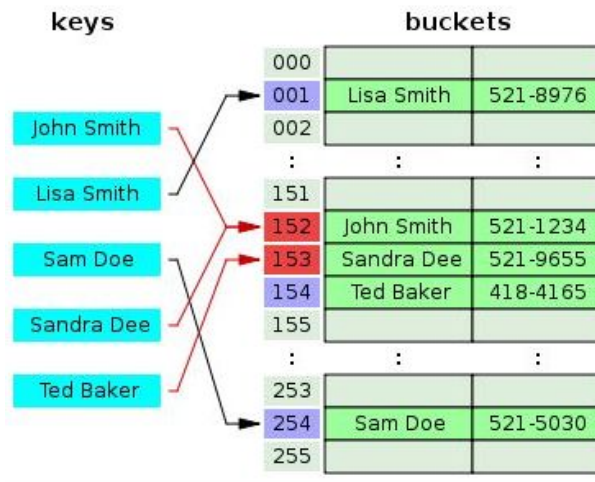 keys
buckets
000
001 Lisa Smith 521-8976
002
: : :
151
152 John Smith 521-1234
153 Sandra Dee 521-9655
154 Ted Baker 418-4165
155
: : :
253
254 Sam Doe 521-5030
255
John Smith
Lisa Smith
Sam Doe
Sandra Dee
Ted Baker